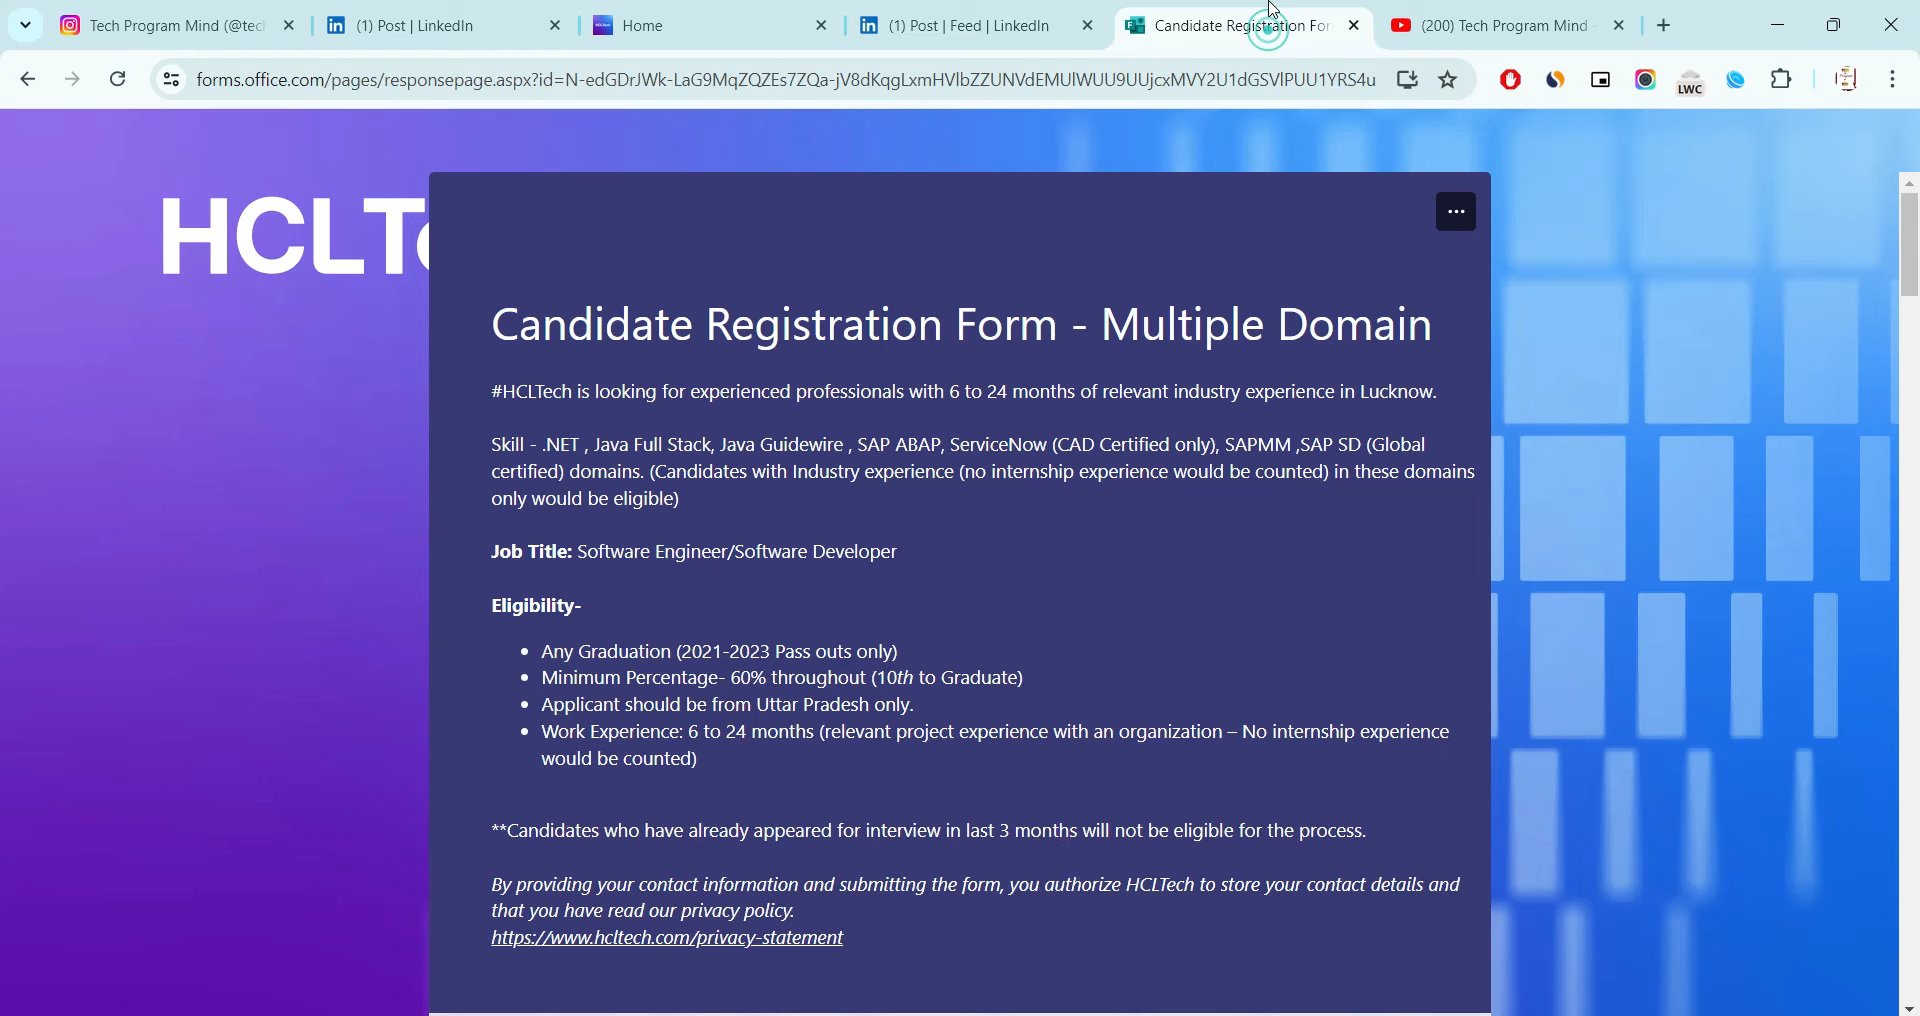 Tech Program Mind (@tec
(1) Post | LinkedIn
Home
(1) Post | Feed | LinkedIn
Candidate Registration For
(200) Tech Program Mind -
forms.office.com/pages/responsepage.aspx?id=N-edGDrJWk-LaG9MqZQZEs7ZQa-jV8dKqgLxmHVlbZZUNVdEMUlWUU9UUjcxMVY2U1dGSVlPUU1YRS4u
LWC
HCLTe
Candidate Registration Form - Multiple Domain
#HCLTech is looking for experienced professionals with 6 to 24 months of relevant industry experience in Lucknow.
Skill - .NET , Java Full Stack, Java Guidewire , SAP ABAP, ServiceNow (CAD Certified only), SAPMM ,SAP SD (Global
certified) domains. (Candidates with Industry experience (no internship experience would be counted) in these domains
only would be eligible)
Job Title: Software Engineer/Software Developer
Eligibility-
• Any Graduation (2021-2023 Pass outs only)
• Minimum Percentage- 60% throughout (10th to Graduate)
• Applicant should be from Uttar Pradesh only.
• Work Experience: 6 to 24 months (relevant project experience with an organization – No internship experience
would be counted)
**Candidates who have already appeared for interview in last 3 months will not be eligible for the process.
By providing your contact information and submitting the form, you authorize HCLTech to store your contact details and
that you have read our privacy policy.
https://www.hcltech.com/privacy-statement